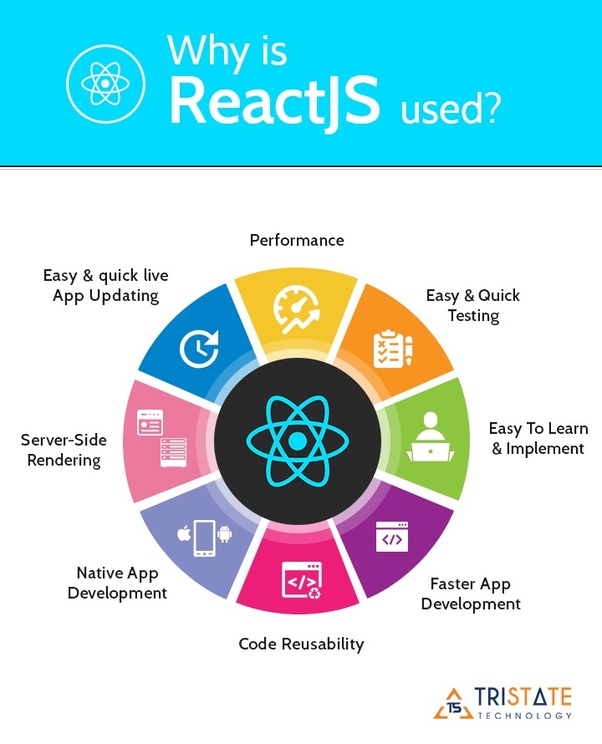 Why is
ReactJS used?
Performance
Easy & Quick
Testing
Easy To Learn
& Implement
Faster App
Development
Code Reusability
Native App
Development
Server-Side
Rendering
Easy & quick live
App Updating
</>
</>
TS
TRISTATE
TECHNOLOGY